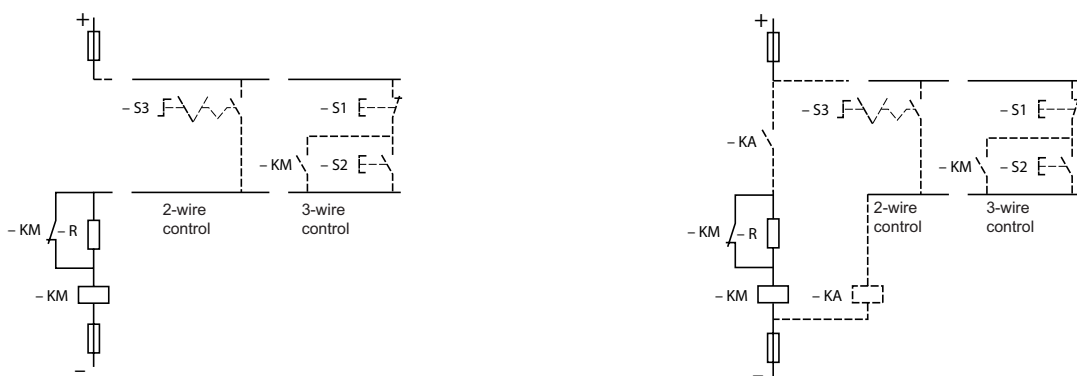 +
– S3
– S1
– KM
– S2
2-wire control
3-wire control
– KM
– R
– KM
–
+
– S3
– S1
– KA
– KM
– S2
2-wire control
3-wire control
– KM
– R
– KM
– KA
–